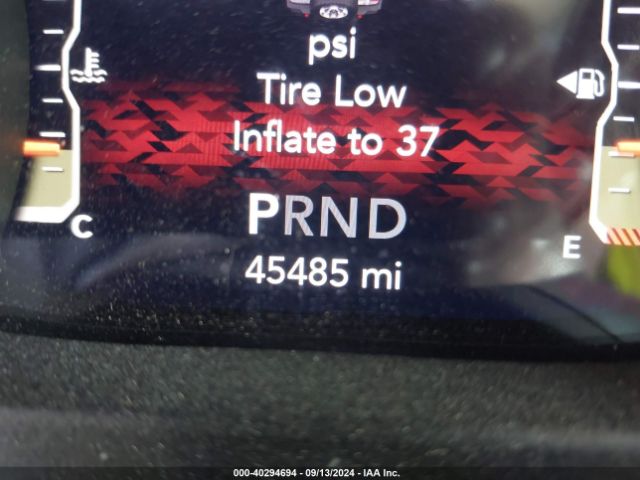 psi
Tire Low
Inflate to 37
PRND
C
E
45485 mi
000-40294694 - 09/13/2024 - IAA Inc.